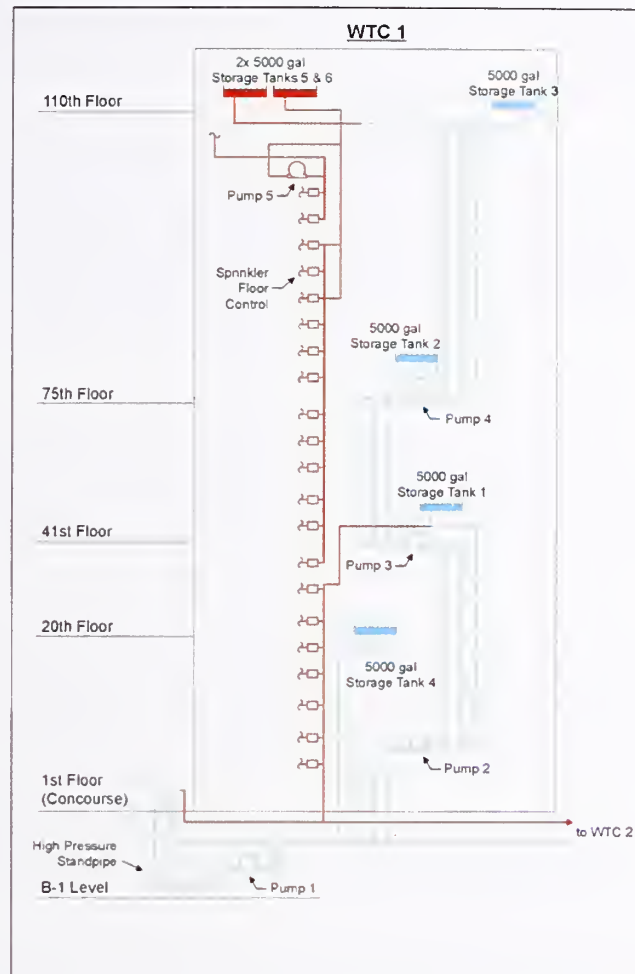 WTC 1
2x 5000 gal
Storage Tanks 5 & 6
5000 gal
Storage Tank 3
110th Floor
Pump 5
Sprinkler
Floor
Control
5000 gal
Storage Tank 2
75th Floor
Pump 4
5000 gal
Storage Tank 1
41st Floor
Pump 3
20th Floor
5000 gal
Storage Tank 4
Pump 2
1st Floor
(Concourse)
to WTC 2
High Pressure
Standpipe
B-1 Level
Pump 1